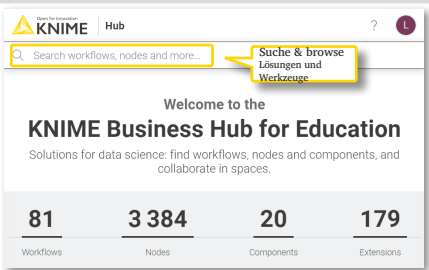 Open for Innovation
KNIME
Hub
?
L
Search workflows, nodes and more...
Suche & browse
Lösungen und
Werkzeuge
Welcome to the
KNIME Business Hub for Education
Solutions for data science: find workflows, nodes and components, and
collaborate in spaces.
81
3 384
20
179
Workflows
Nodes
Components
Extensions